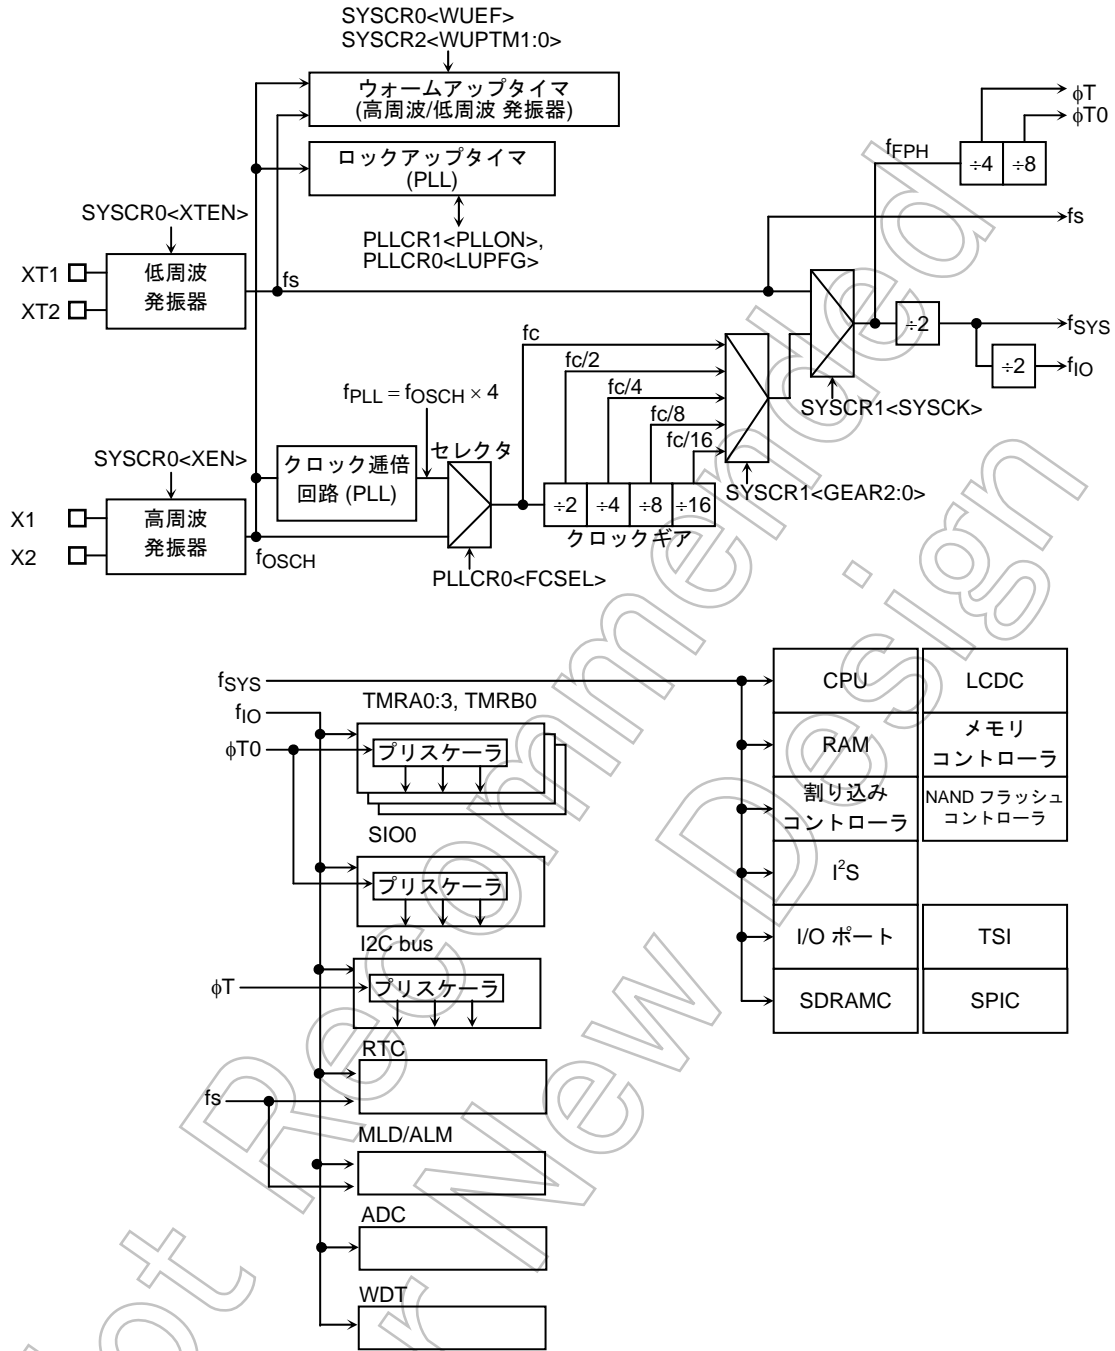 SYSCR0<WUEF>
SYSCR2<WUPTM1:0>
ウォームアップタイマ
(高周波/低周波 発振器)
ϕT
ϕT0
fFPH
÷4
÷8
ロックアップタイマ
(PLL)
SYSCR0<XTEN>
fs
PLLCR1<PLLON>,
PLLCR0<LUPFG>
XT1
XT2
低周波
発振器
fs
÷2
fSYS
÷2
fIO
fc
fc/2
fc/4
fc/8
fc/16
SYSCR1<SYSCK>
fPLL = fOSCH × 4
セレクタ
SYSCR0<XEN>
クロック逓倍
回路 (PLL)
SYSCR1<GEAR2:0>
÷2
÷4
÷8
÷16
クロックギア
X1
X2
高周波
発振器
fOSCH
PLLCR0<FCSEL>
fSYS
fIO
ϕT0
TMRA0:3, TMRB0
プリスケーラ
SIO0
プリスケーラ
I2C bus
ϕT
プリスケーラ
RTC
fs
MLD/ALM
ADC
WDT
CPU
LCDC
RAM
メモリ
コントローラ
割り込み
コントローラ
NAND フラッシュ
コントローラ
I²S
I/O ポート
TSI
SDRAMC
SPIC
Not Recommended
for New Design